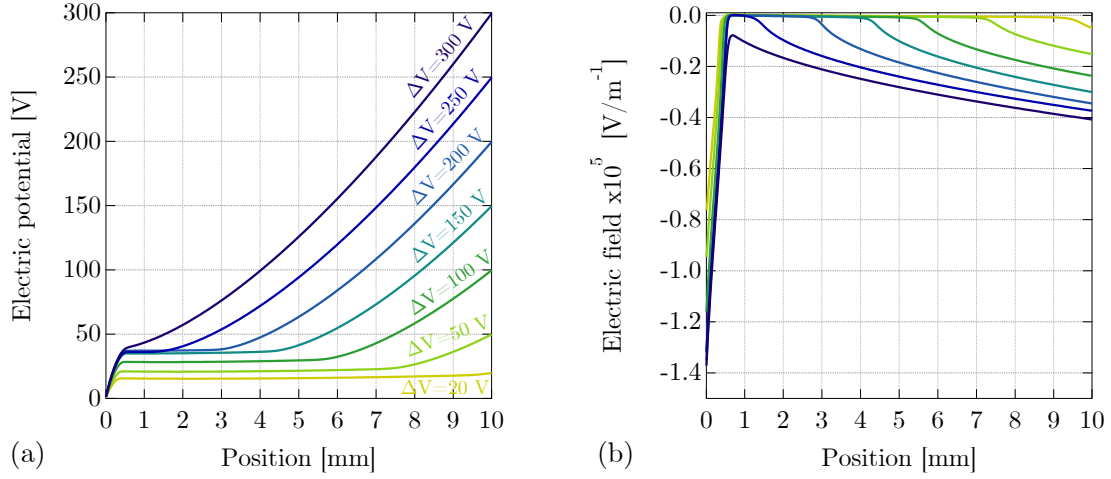 300
250
200
150
100
50
0
Electric potential [V]
ΔV=300 V
ΔV=250 V
ΔV=200 V
ΔV=150 V
ΔV=100 V
ΔV=50 V
ΔV=20 V
0 1 2 3 4 5 6 7 8 9 10
Position [mm]
(a)
0.0
-0.2
-0.4
-0.6
-0.8
-1.0
-1.2
-1.4
Electric field x10^5 [V/m^-1]
0 1 2 3 4 5 6 7 8 9 10
Position [mm]
(b)